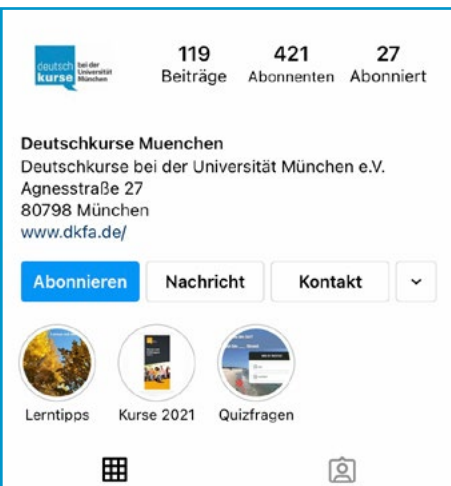 deutsch
kurse
bei der
Universität
München
119 421 27
Beiträge Abonnenten Abonniert
Deutschkurse Muenchen
Deutschkurse bei der Universität München e.V.
Agnesstraße 27
80798 München
www.dkfa.de/
Abonnieren Nachricht Kontakt
Lerntipps Kurse 2021 Quizfragen